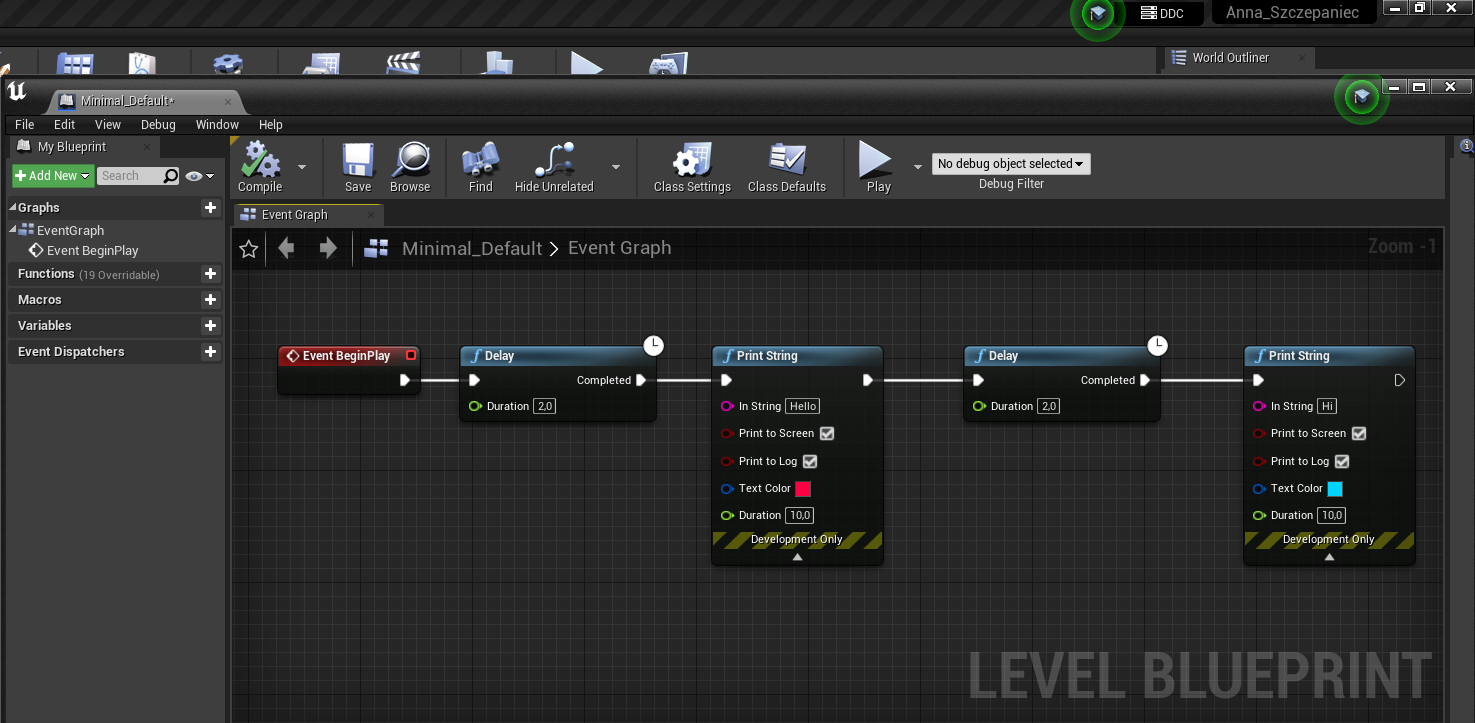 DDC
Anna_Szczepaniec
World Outliner
Minimal_Default*
File Edit View Debug Window Help
My Blueprint
Add New
Search
Graphs
EventGraph
Event BeginPlay
Functions (19 Overridable)
Macros
Variables
Event Dispatchers
Compile
Save
Browse
Find
Hide Unrelated
Class Settings
Class Defaults
Play
No debug object selected
Debug Filter
Event Graph
Minimal_Default > Event Graph
Zoom -1
Event BeginPlay
Delay
Completed
Duration 2,0
Print String
In String Hello
Print to Screen
Print to Log
Text Color
Duration 10,0
Development Only
Delay
Completed
Duration 2,0
Print String
In String Hi
Print to Screen
Print to Log
Text Color
Duration 10,0
Development Only
LEVEL BLUEPRINT